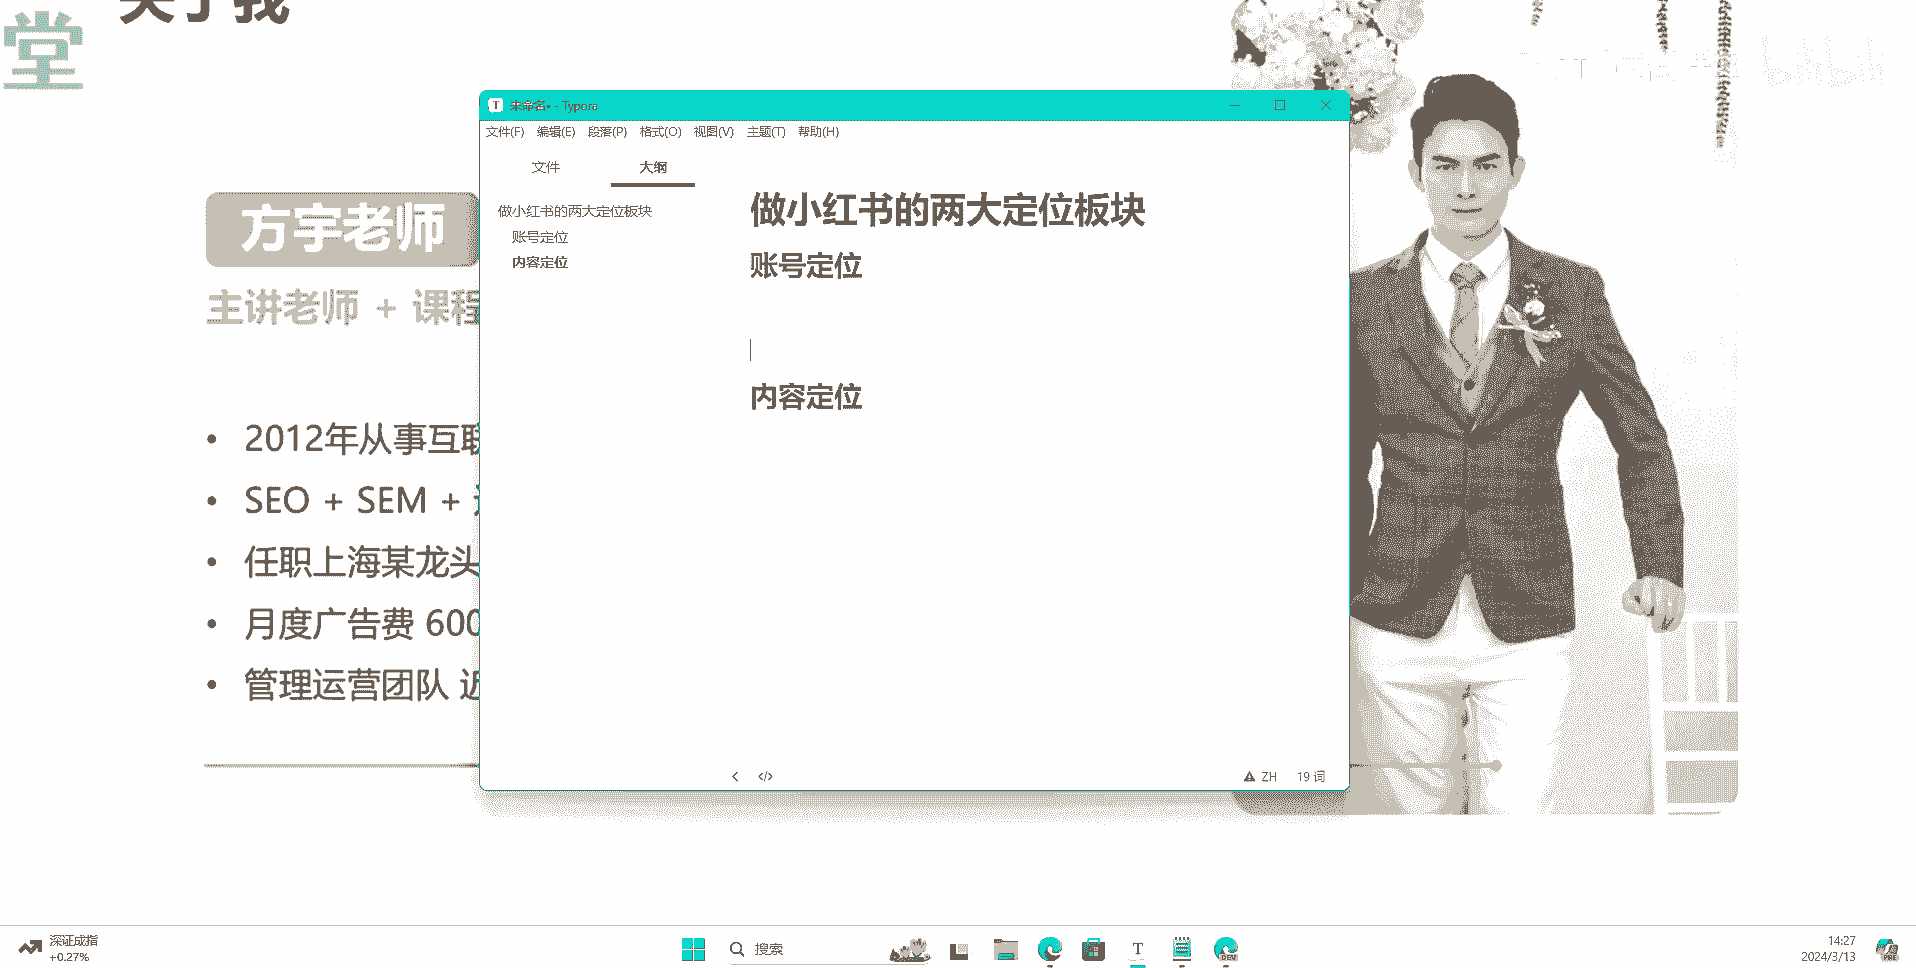 关于我
堂
bilibili
方宇老师
主讲老师 + 课程
2012年从事互联
SEO + SEM +
任职上海某龙头
月度广告费 600
管理运营团队 近
T 未命名• - Typora
文件(F) 编辑(E) 段落(P) 格式(O) 视图(V) 主题(T) 帮助(H)
文件 大纲
做小红书的两大定位板块
账号定位
内容定位
做小红书的两大定位板块
账号定位
内容定位
</> ZH 19 词
深证成指
+0.27%
搜索
T
DEV
14:27
2024/3/13
PRE